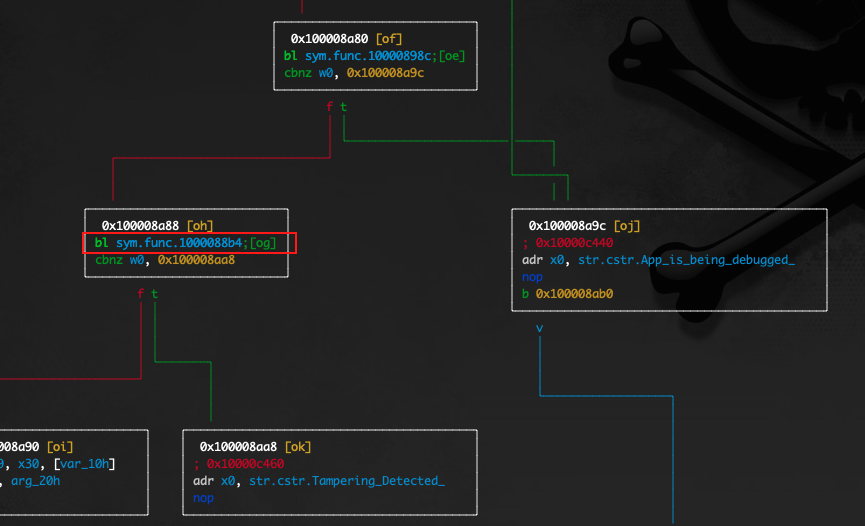 0x100008a80 [of]
bl sym.func.10000898c;[oe]
cbnz w0, 0x100008a9c
f t
0x100008a88 [oh]
bl sym.func.1000088b4;[og]
cbnz w0, 0x100008aa8
0x100008a9c [oj]
; 0x10000c440
adr x0, str.cstr.App_is_being_debugged_
nop
b 0x100008ab0
f t
v
008a90 [oi]
9, x30, [var_10h]
, arg_20h
0x100008aa8 [ok]
; 0x10000c460
adr x0, str.cstr.Tampering_Detected_
nop